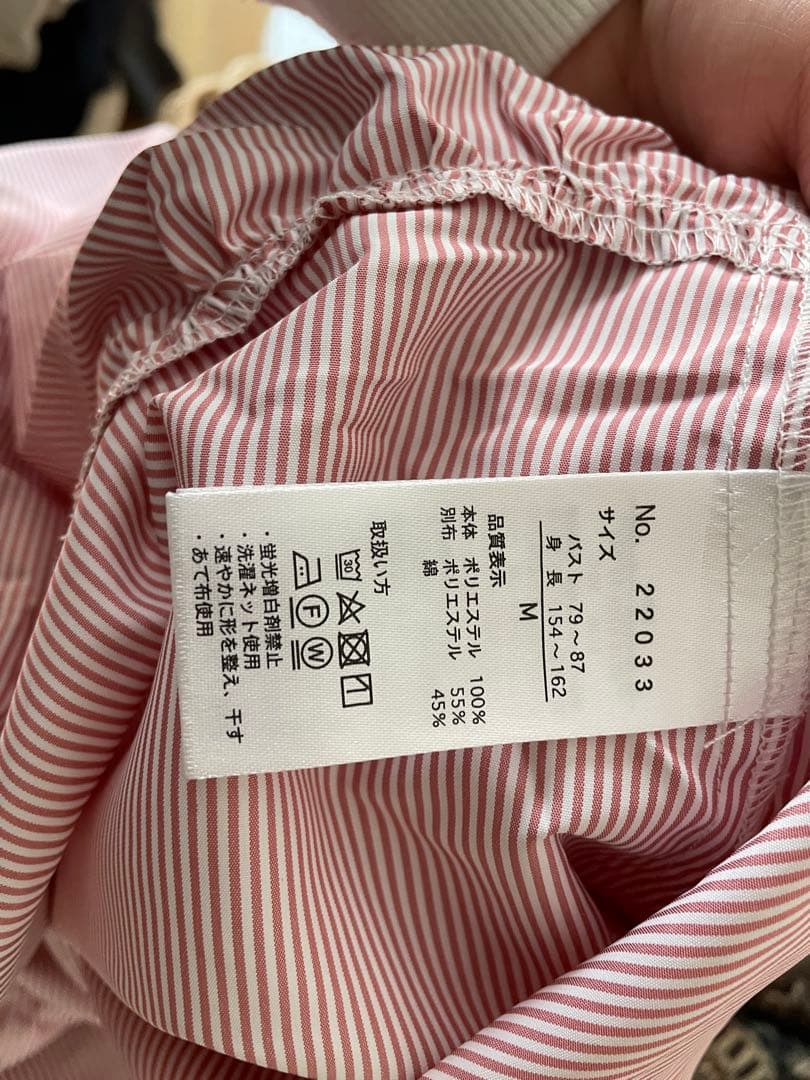 No. 22033
サイズ
バスト 79～87
身長 154～162
M
品質表示
本体 ポリエステル 100%
別布 ポリエステル 55%
綿 45%
取扱い方
30
F W
・蛍光増白剤禁止
・洗濯ネット使用
・速やかに形を整え、干す
・あて布使用